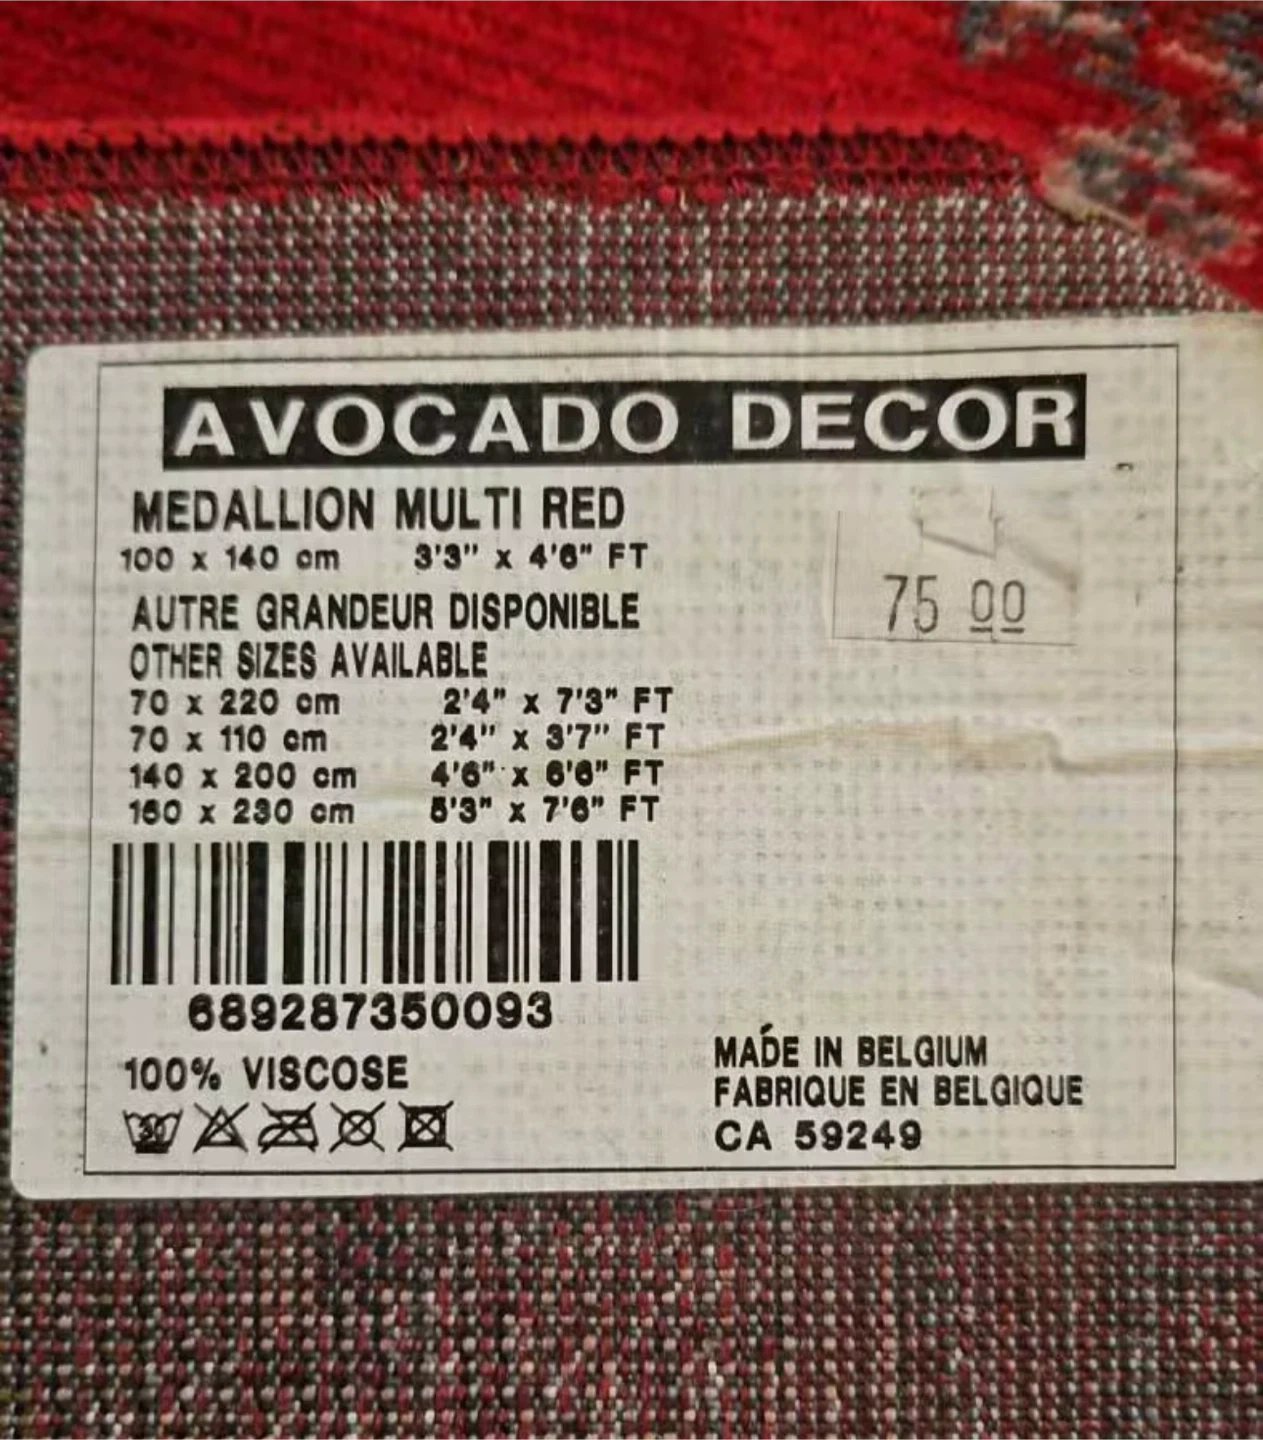 AVOCADO DECOR
MEDALLION MULTI RED
100 x 140 cm 3'3" x 4'6" FT
75 00
AUTRE GRANDEUR DISPONIBLE
OTHER SIZES AVAILABLE
70 x 220 cm 2'4" x 7'3" FT
70 x 110 cm 2'4" x 3'7" FT
140 x 200 cm 4'6" x 6'6" FT
160 x 230 cm 5'3" x 7'6" FT
689287350093
100% VISCOSE
30
MADE IN BELGIUM
FABRIQUE EN BELGIQUE
CA 59249